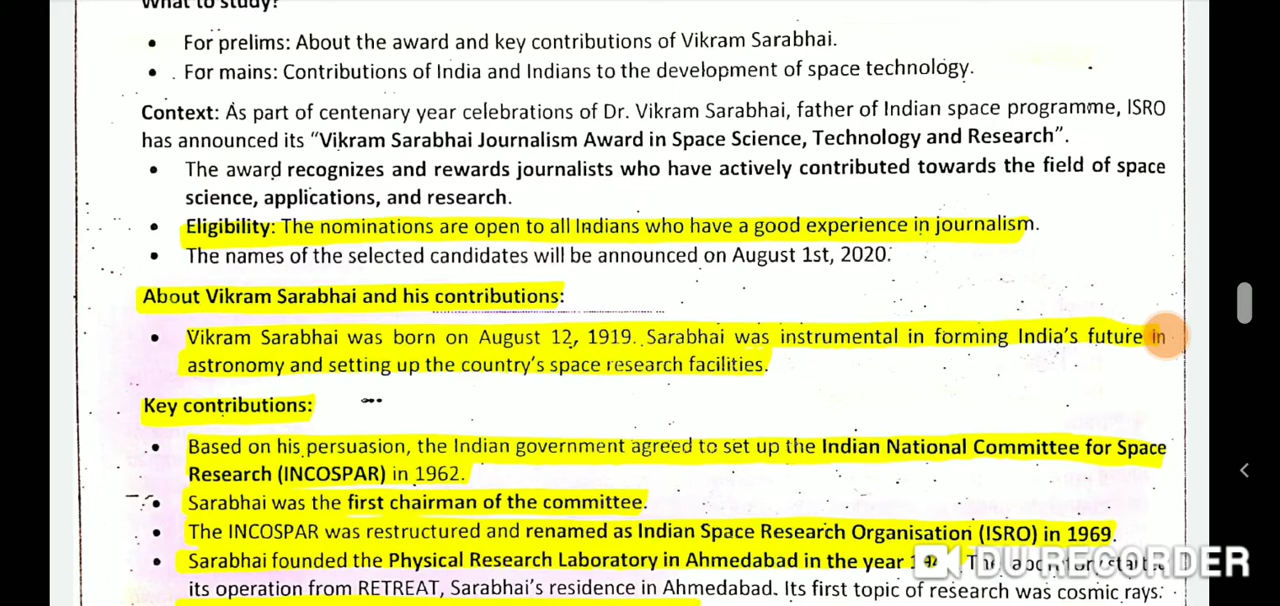 What to study?
• For prelims: About the award and key contributions of Vikram Sarabhai.
• For mains: Contributions of India and Indians to the development of space technology.
Context: As part of centenary year celebrations of Dr. Vikram Sarabhai, father of Indian space programme, ISRO
has announced its “Vikram Sarabhai Journalism Award in Space Science, Technology and Research”.
• The award recognizes and rewards journalists who have actively contributed towards the field of space
science, applications, and research.
• Eligibility: The nominations are open to all Indians who have a good experience in journalism.
• The names of the selected candidates will be announced on August 1st, 2020.
About Vikram Sarabhai and his contributions:
• Vikram Sarabhai was born on August 12, 1919. Sarabhai was instrumental in forming India’s future in
astronomy and setting up the country’s space research facilities.
Key contributions:
• Based on his persuasion, the Indian government agreed to set up the Indian National Committee for Space
Research (INCOSPAR) in 1962.
• Sarabhai was the first chairman of the committee.
• The INCOSPAR was restructured and renamed as Indian Space Research Organisation (ISRO) in 1969.
• Sarabhai founded the Physical Research Laboratory in Ahmedabad in the year
its operation from RETREAT, Sarabhai’s residence in Ahmedabad. Its first topic of research was cosmic rays.
DU RECORDER